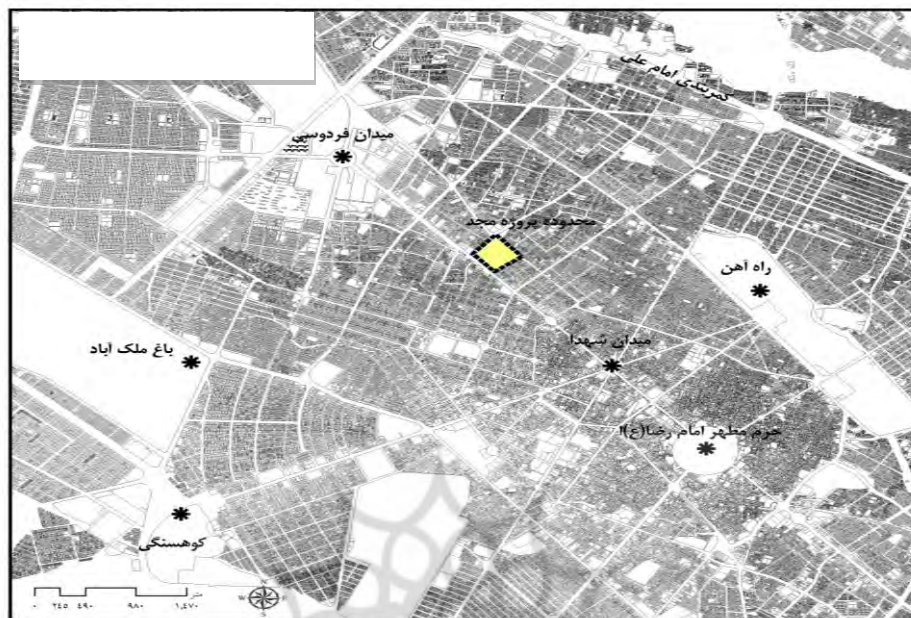 کمربندی امام علی
میدان فردوسی
محدوده پروژه مجد
راه آهن
میدان شهدا
باغ ملک آباد
حرم مطهر امام رضا(ع)
کوهسنگی
متر
۰ ۲۴۵ ۴۹۰ ۹۸۰ ۱,۴۷۰
N
W E
S